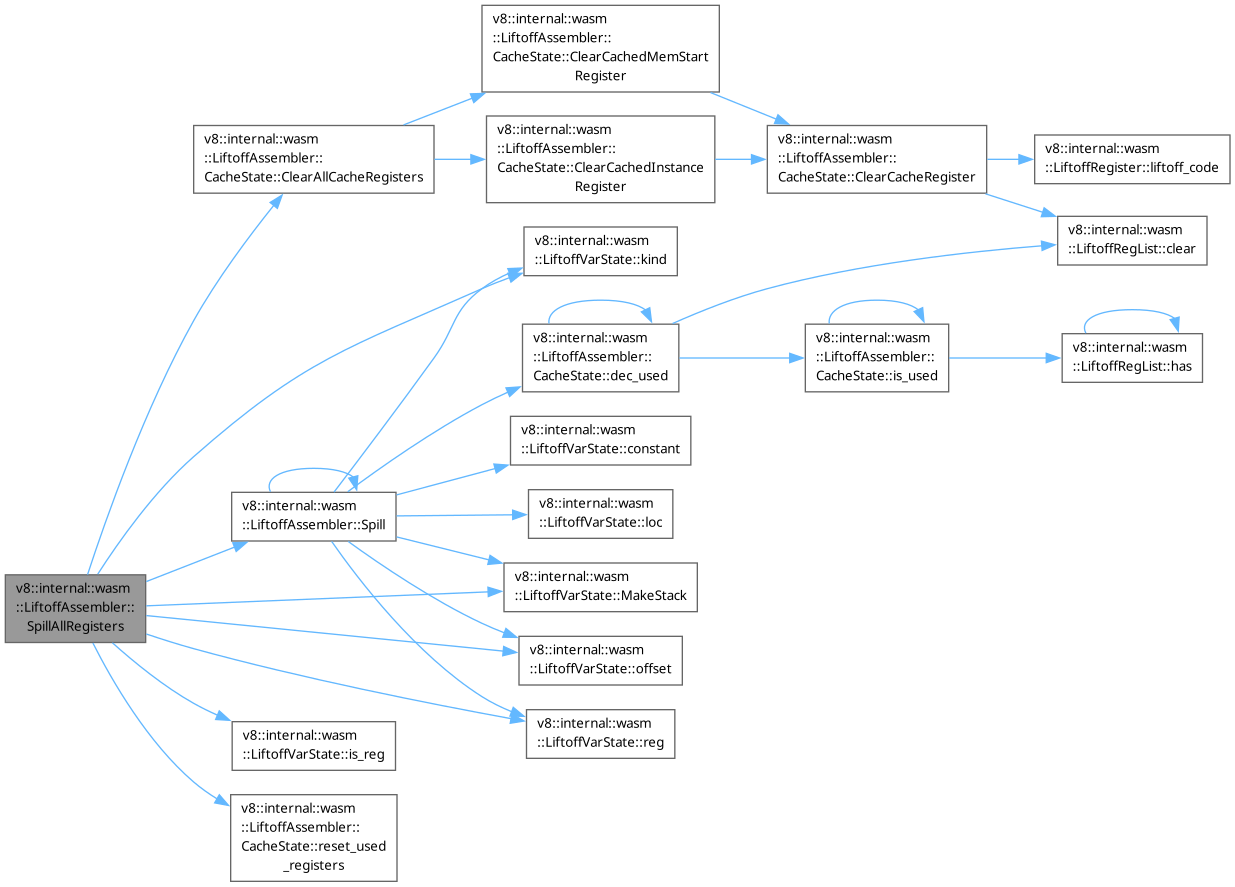 v8::internal::wasm
::LiftoffAssembler::
CacheState::ClearCachedMemStart
Register
v8::internal::wasm
::LiftoffAssembler::
CacheState::ClearAllCacheRegisters
v8::internal::wasm
::LiftoffAssembler::
CacheState::ClearCachedInstance
Register
v8::internal::wasm
::LiftoffAssembler::
CacheState::ClearCacheRegister
v8::internal::wasm
::LiftoffRegister::liftoff_code
v8::internal::wasm
::LiftoffRegList::clear
v8::internal::wasm
::LiftoffVarState::kind
v8::internal::wasm
::LiftoffAssembler::
CacheState::dec_used
v8::internal::wasm
::LiftoffAssembler::
CacheState::is_used
v8::internal::wasm
::LiftoffRegList::has
v8::internal::wasm
::LiftoffVarState::constant
v8::internal::wasm
::LiftoffAssembler::Spill
v8::internal::wasm
::LiftoffVarState::loc
v8::internal::wasm
::LiftoffVarState::MakeStack
v8::internal::wasm
::LiftoffAssembler::
SpillAllRegisters
v8::internal::wasm
::LiftoffVarState::offset
v8::internal::wasm
::LiftoffVarState::reg
v8::internal::wasm
::LiftoffVarState::is_reg
v8::internal::wasm
::LiftoffAssembler::
CacheState::reset_used
_registers